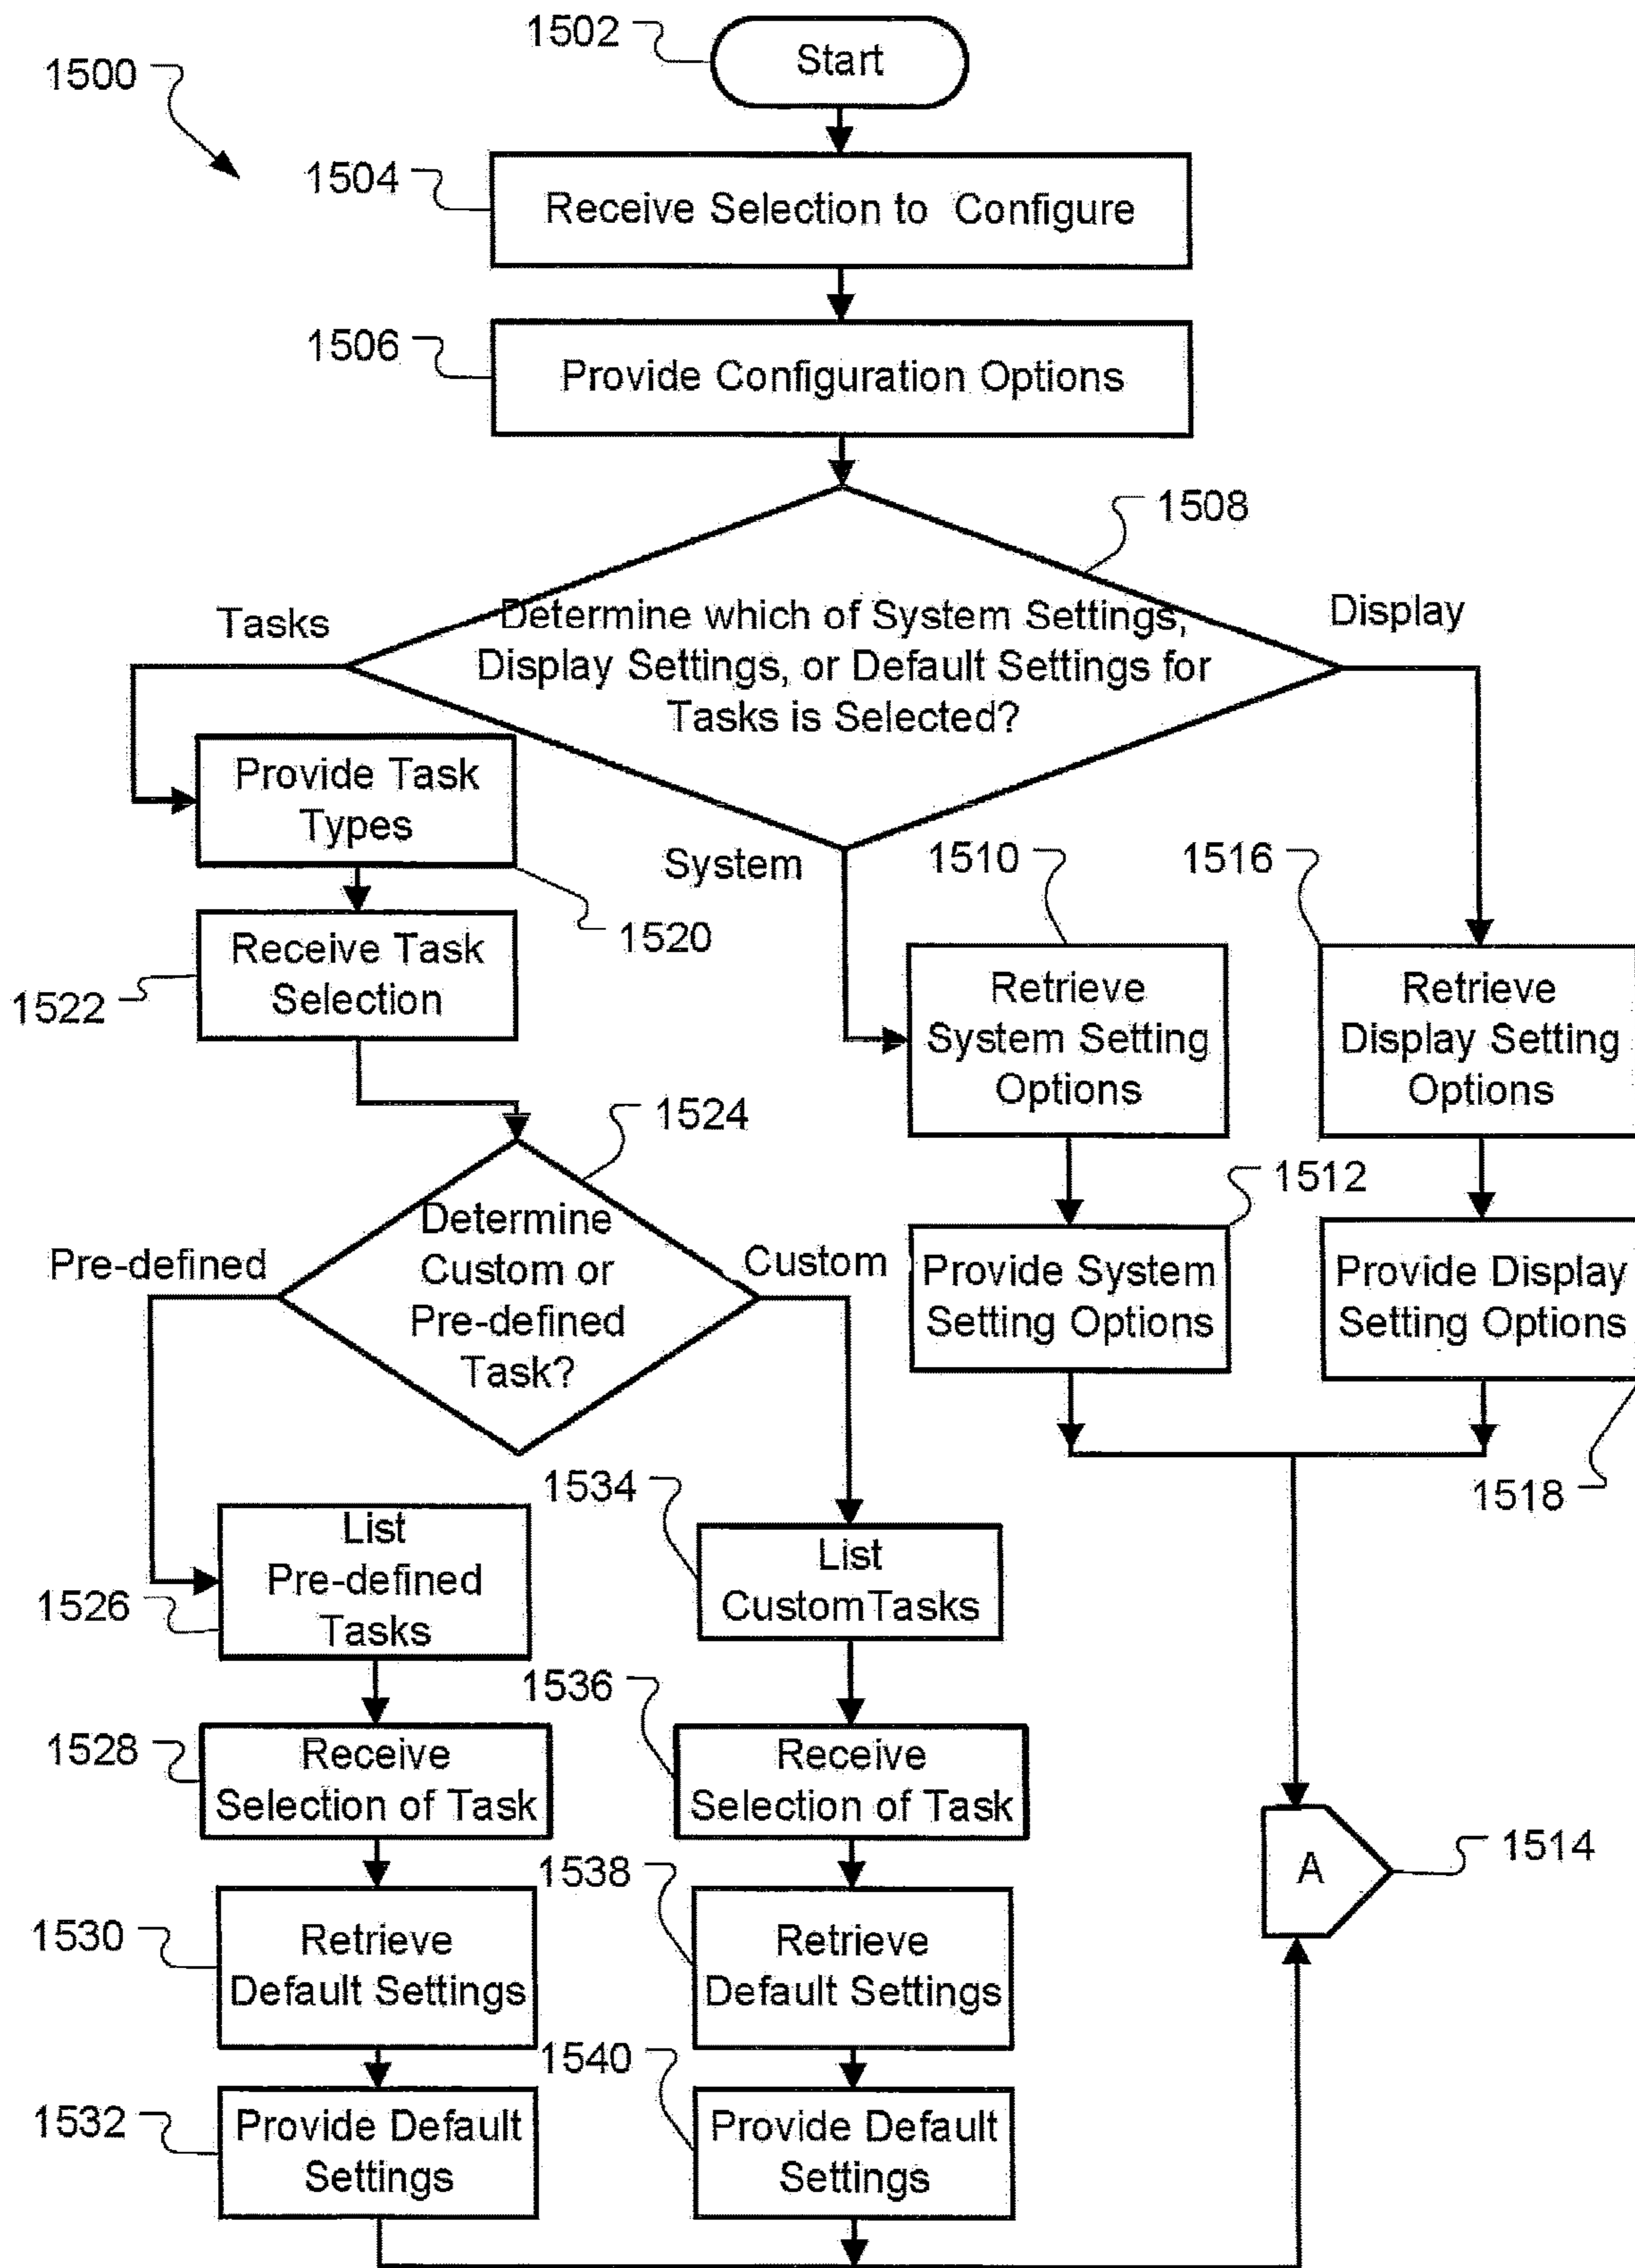 1500
1502
Start
1504
Receive Selection to Configure
1506
Provide Configuration Options
1508
Tasks
Display
Determine which of System Settings,
Display Settings, or Default Settings for
Tasks is Selected?
System
Provide Task
Types
1520
1522
Receive Task
Selection
1510
Retrieve
System Setting
Options
1516
Retrieve
Display Setting
Options
1524
Determine
Custom or
Pre-defined
Task?
Pre-defined
Custom
1512
Provide System
Setting Options
Provide Display
Setting Options
1518
List
Pre-defined
Tasks
1526
1534
List
CustomTasks
1528
Receive
Selection of Task
1536
Receive
Selection of Task
A
1514
1530
Retrieve
Default Settings
1538
Retrieve
Default Settings
1532
Provide Default
Settings
1540
Provide Default
Settings